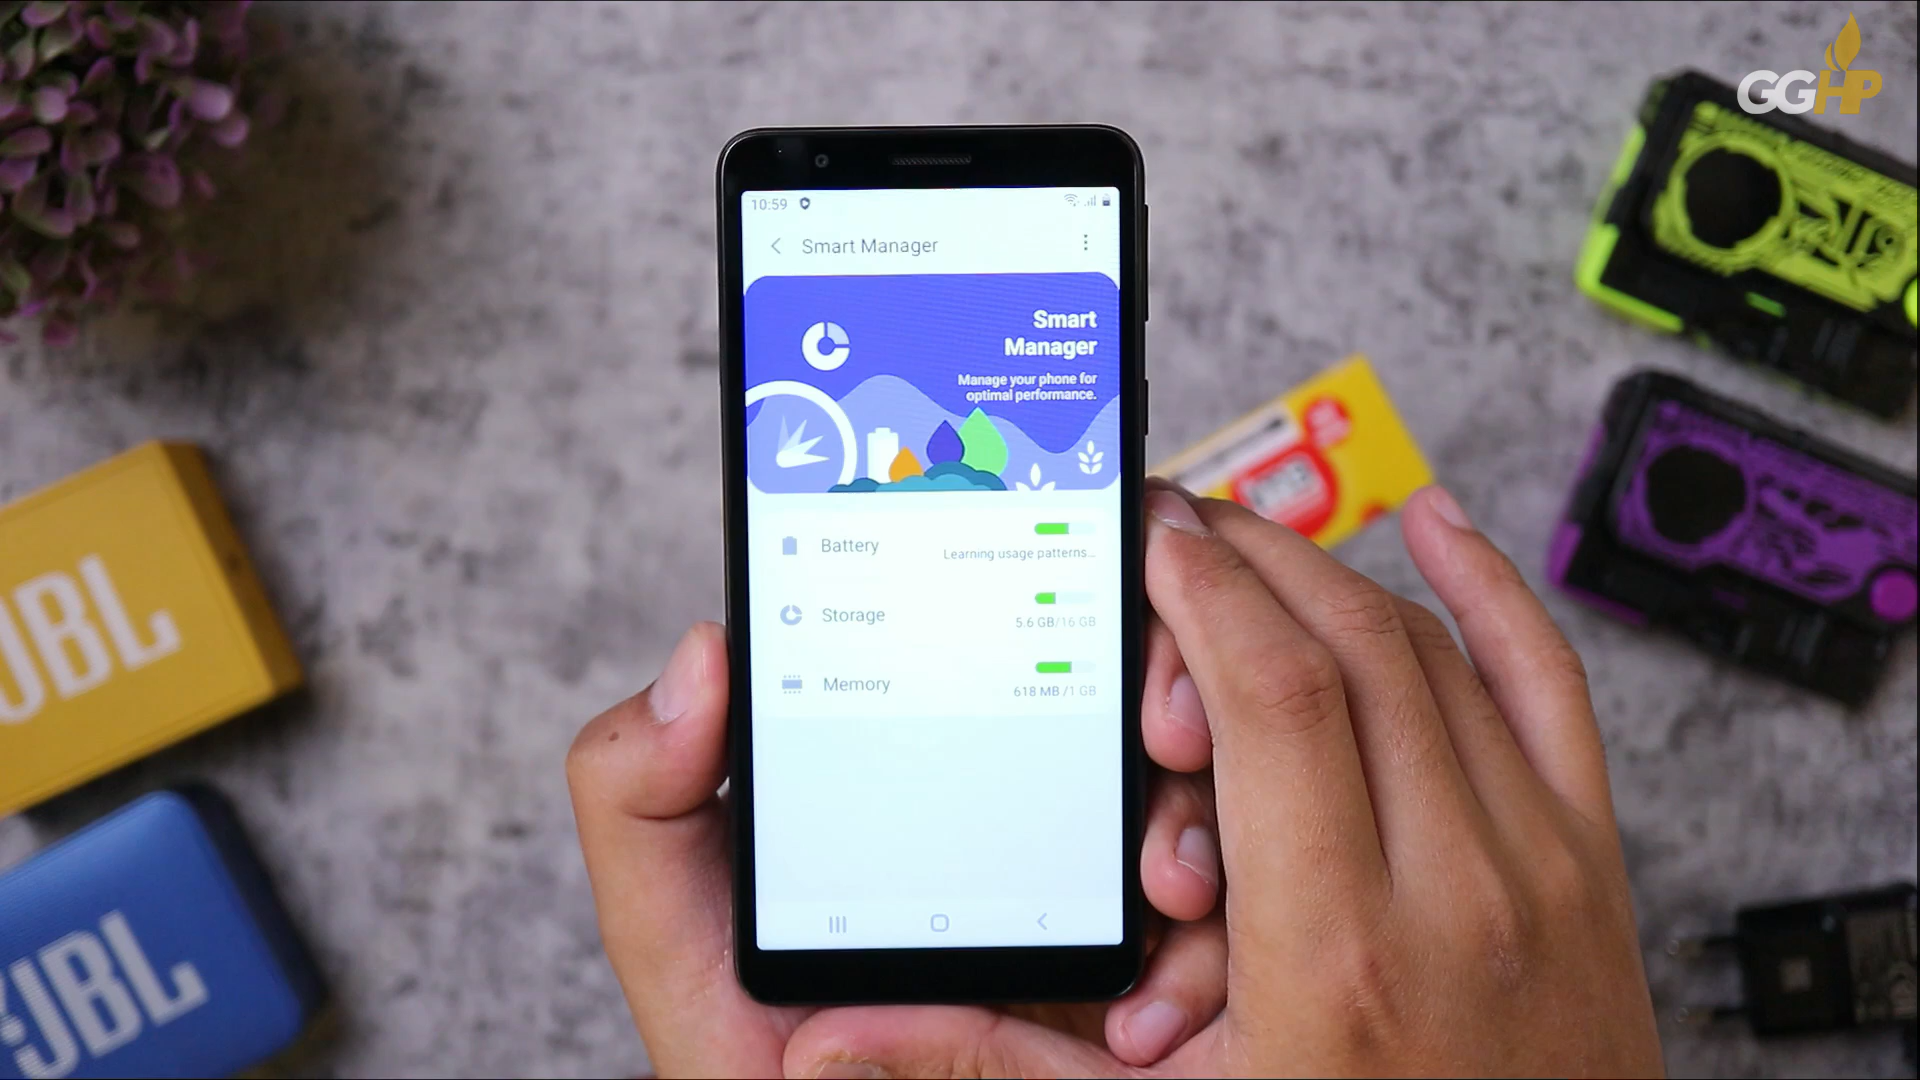 GGHP
10:59
Smart Manager
Smart
Manager
Manage your phone for
optimal performance.
Battery
Learning usage patterns...
Storage
5.6 GB/16 GB
Memory
618 MB /1 GB
JBL
JBL